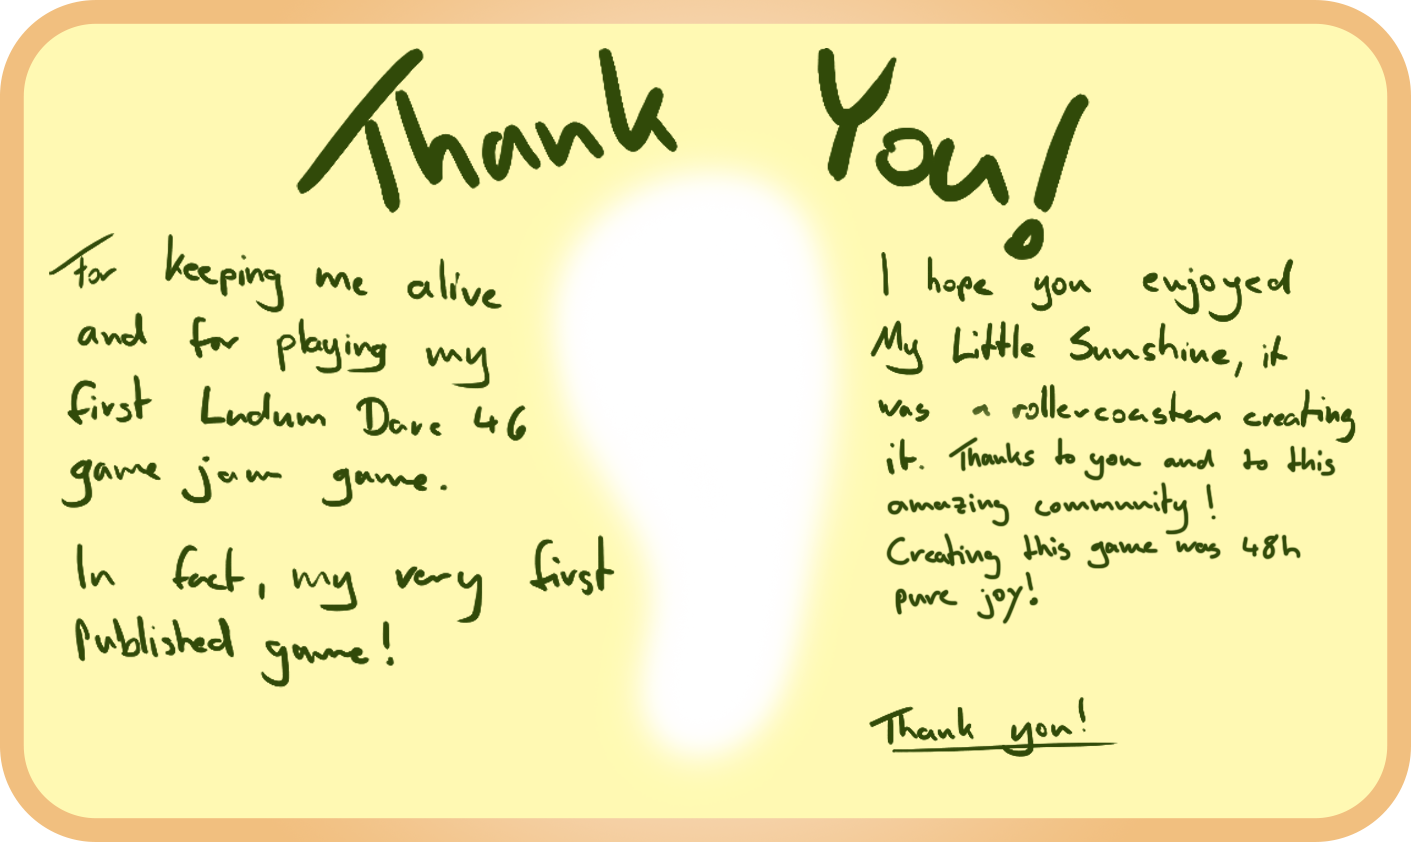 Thank You!
For keeping me alive
and for playing my
first Ludum Dare 46
game jam game.
In fact, my very first
Published game!
I hope you enjoyed
My Little Sunshine, it
was a rollercoaster creating
it. Thanks to you and to this
amazing community!
Creating this game was 48h
pure joy!
Thank you!